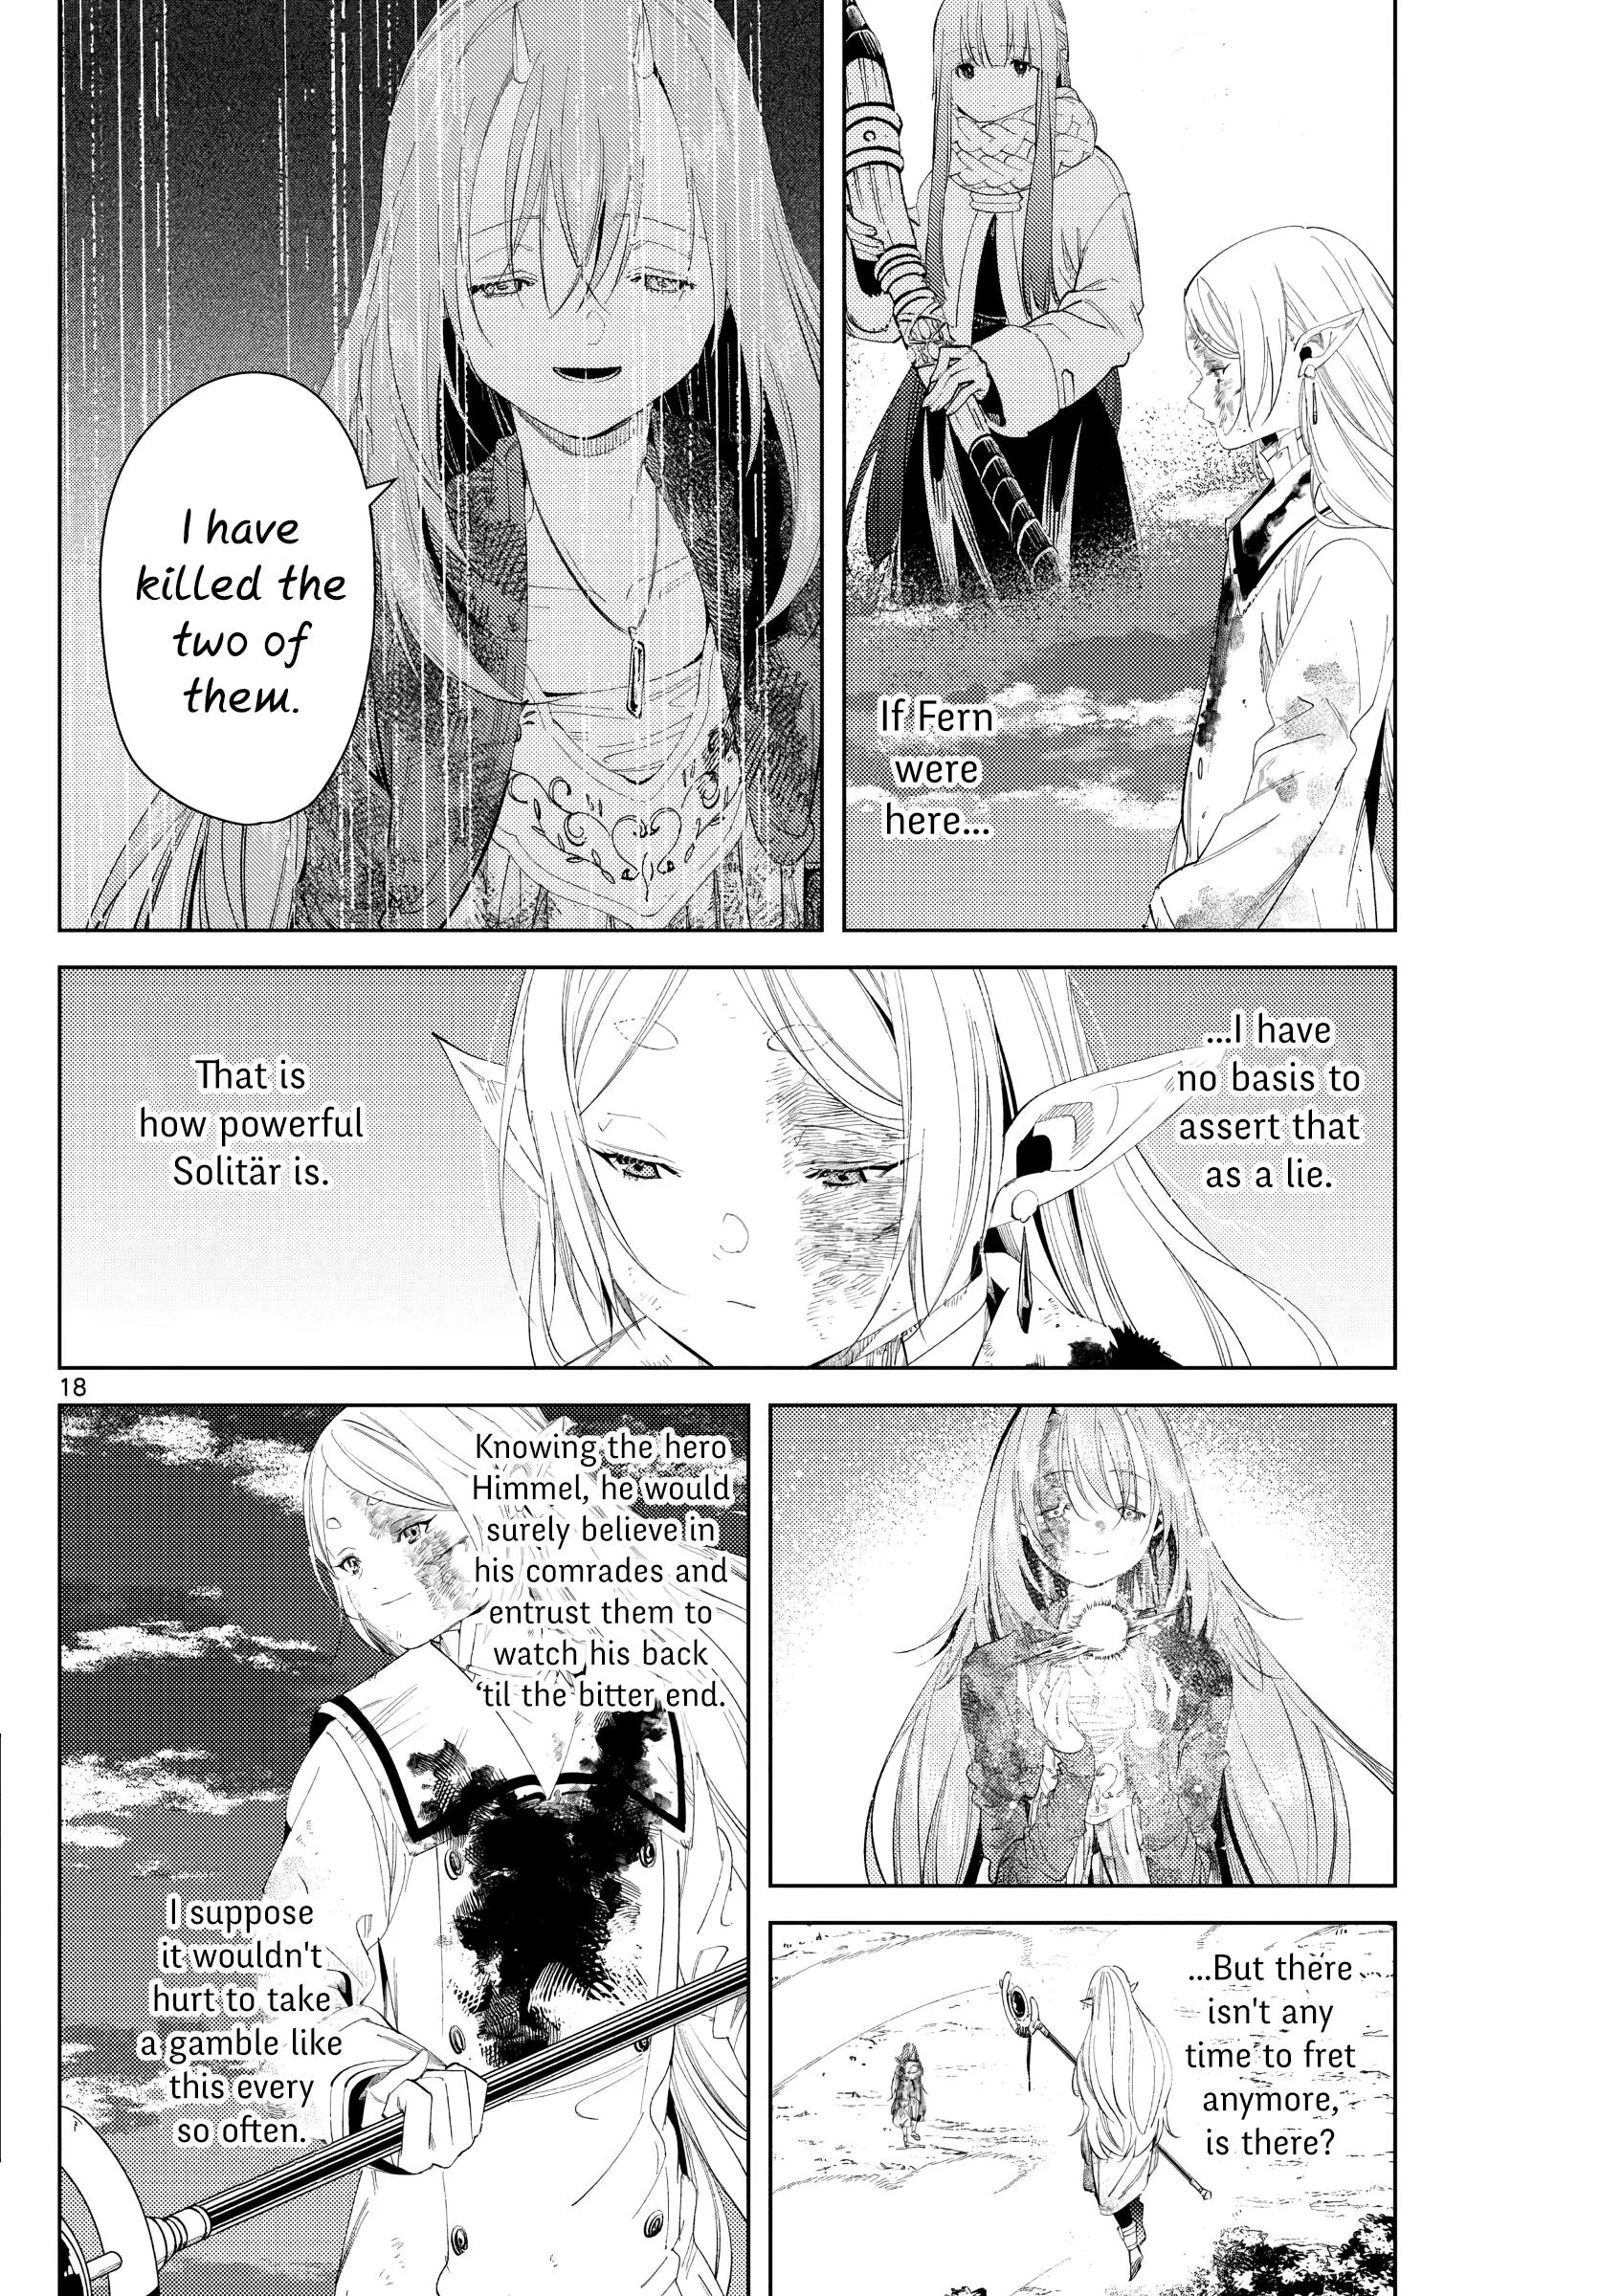 If Fern
were
here...
I have
killed the
two of
them.
...I have
no basis to
assert that
as a lie.
That is
how powerful
Solitär is.
18
...But there
isn't any
time to fret
anymore,
is there?
Knowing the hero
Himmel, he would
surely believe in
his comrades and
entrust them to
watch his back
'til the bitter end.
I suppose
it wouldn't
hurt to take
a gamble like
this every
so often.